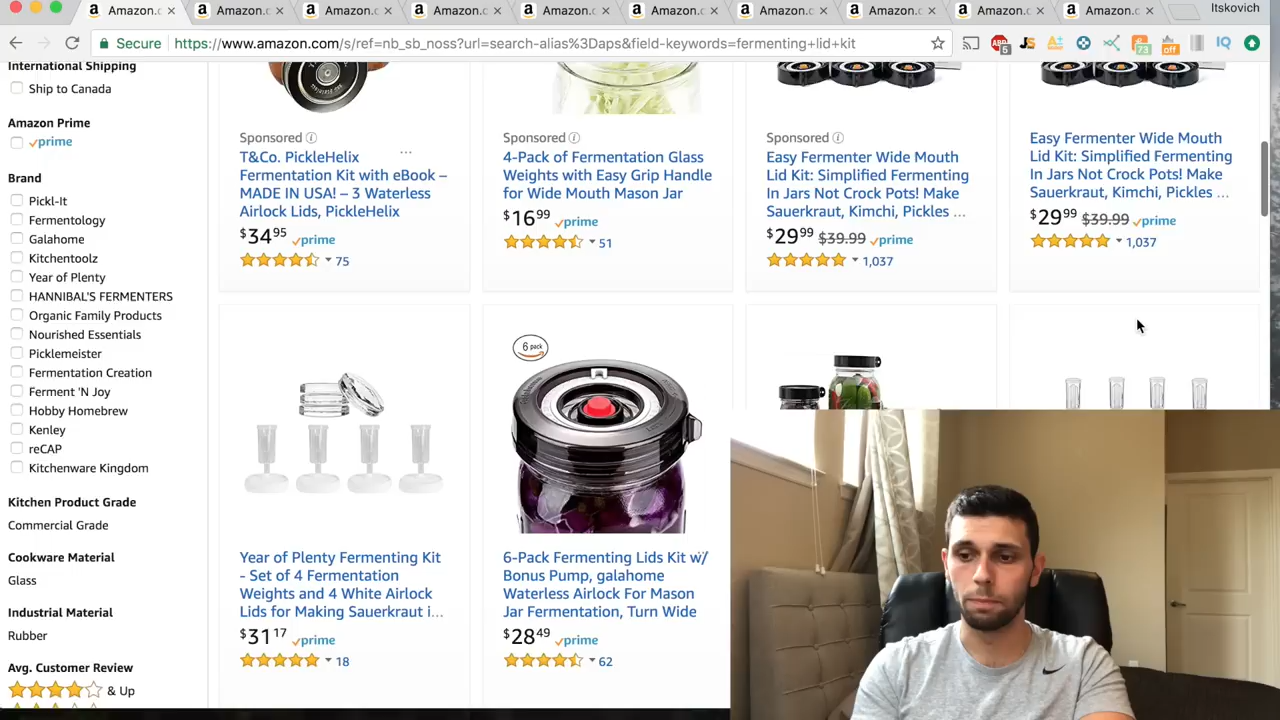 Amazon.c
Amazon.c
Amazon.c
Amazon.c
Amazon.c
Amazon.c
Amazon.c
Amazon.c
Amazon.c
Amazon.c
Itskovich
Secure
https://www.amazon.com/s/ref=nb_sb_noss?url=search-alias%3Daps&field-keywords=fermenting+lid+kit
International Shipping
Ship to Canada
Amazon Prime
prime
Brand
Pickl-It
Fermentology
Galahome
Kitchentoolz
Year of Plenty
HANNIBAL'S FERMENTERS
Organic Family Products
Nourished Essentials
Picklemeister
Fermentation Creation
Ferment 'N Joy
Hobby Homebrew
Kenley
reCAP
Kitchenware Kingdom
Kitchen Product Grade
Commercial Grade
Cookware Material
Glass
Industrial Material
Rubber
Avg. Customer Review
& Up
Sponsored
T&Co. PickleHelix
Fermentation Kit with eBook –
MADE IN USA! – 3 Waterless
Airlock Lids, PickleHelix
...
$34 95 prime
75
Sponsored
4-Pack of Fermentation Glass
Weights with Easy Grip Handle
for Wide Mouth Mason Jar
$16 99 prime
51
Sponsored
Easy Fermenter Wide Mouth
Lid Kit: Simplified Fermenting
In Jars Not Crock Pots! Make
Sauerkraut, Kimchi, Pickles ...
$29 99 $39.99 prime
1,037
Easy Fermenter Wide Mouth
Lid Kit: Simplified Fermenting
In Jars Not Crock Pots! Make
Sauerkraut, Kimchi, Pickles ...
$29 99 $39.99 prime
1,037
Year of Plenty Fermenting Kit
- Set of 4 Fermentation
Weights and 4 White Airlock
Lids for Making Sauerkraut i...
$31 17 prime
18
6 pack
6-Pack Fermenting Lids Kit w/
Bonus Pump, galahome
Waterless Airlock For Mason
Jar Fermentation, Turn Wide
$28 49 prime
62
5
JS
73
off
IQ